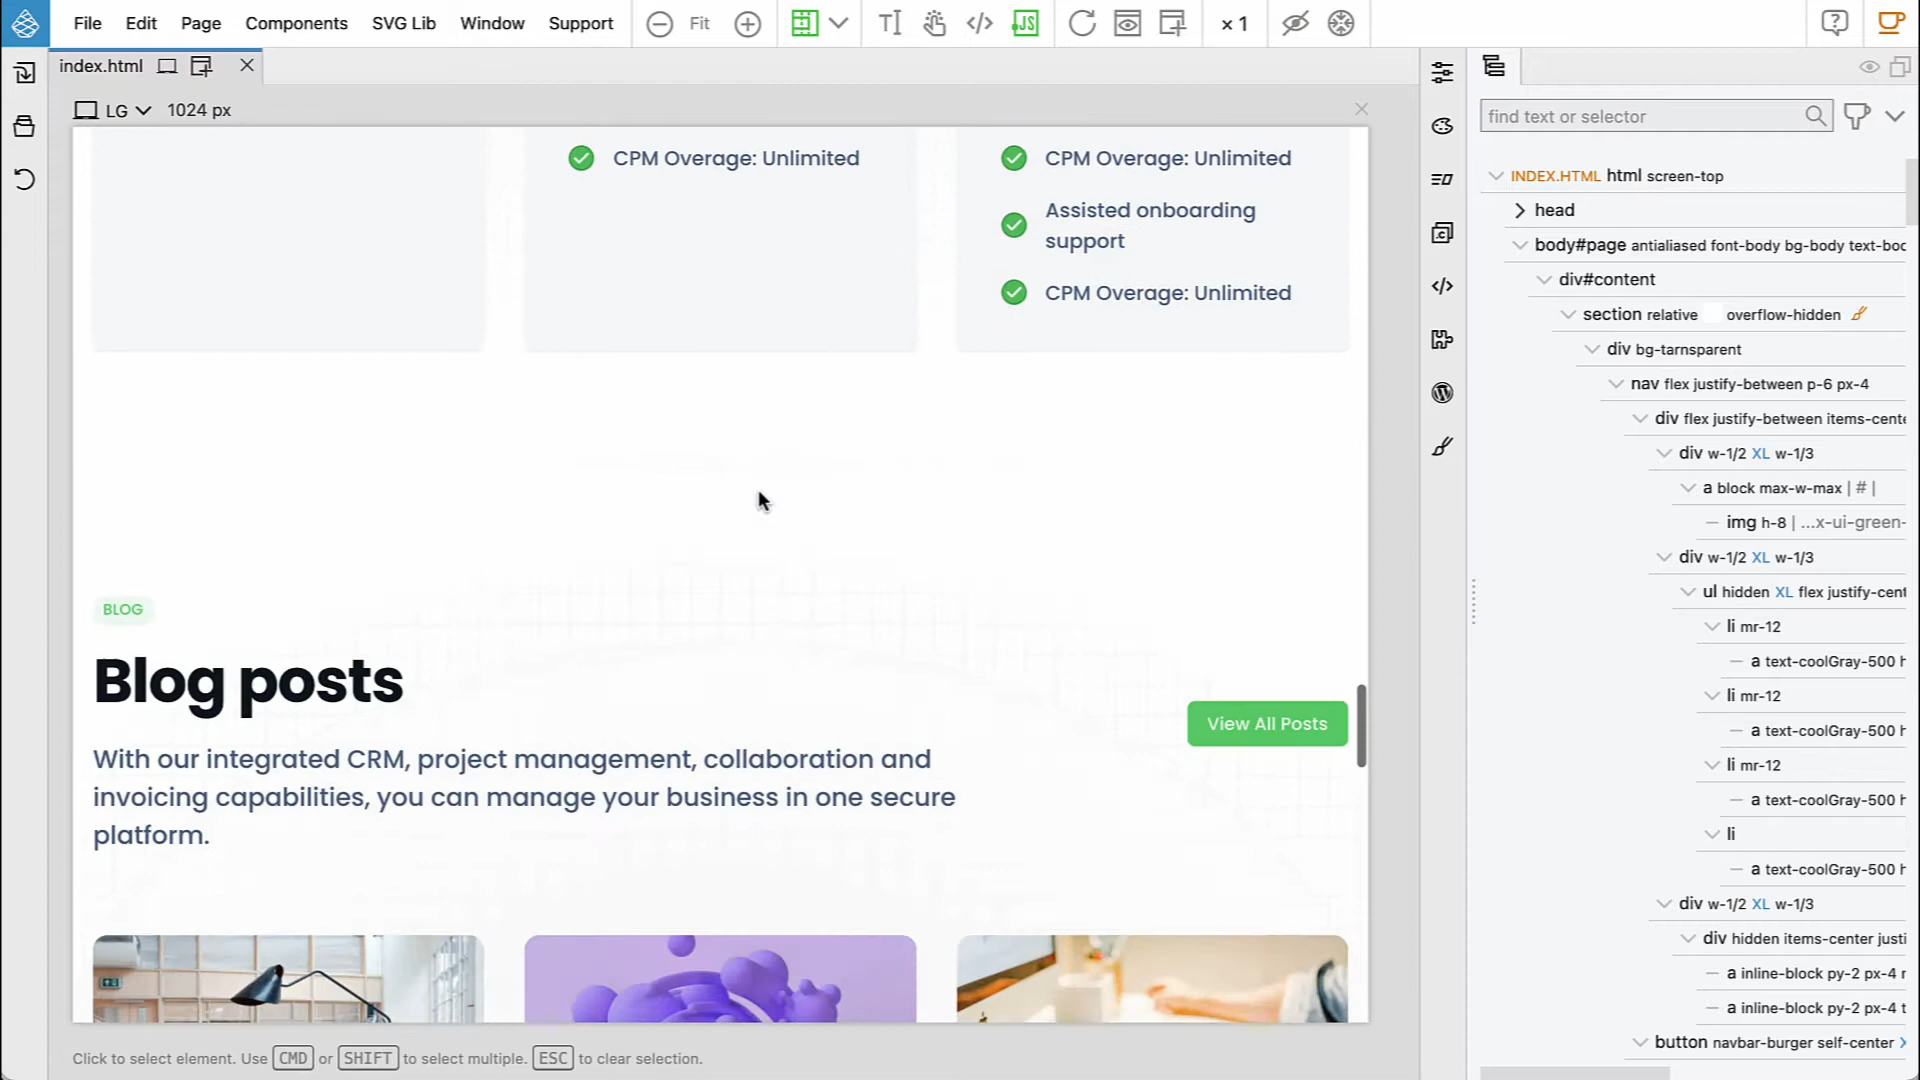 File Edit Page Components SVG Lib Window Support Fit JS x 1
index.html
LG 1024 px
CPM Overage: Unlimited
CPM Overage: Unlimited
Assisted onboarding
support
CPM Overage: Unlimited
BLOG
Blog posts
View All Posts
With our integrated CRM, project management, collaboration and
invoicing capabilities, you can manage your business in one secure
platform.
Click to select element. Use CMD or SHIFT to select multiple. ESC to clear selection.
find text or selector
INDEX.HTML html screen-top
head
body#page antialiased font-body bg-body text-boc
div#content
section relative overflow-hidden
div bg-tarnsparent
nav flex justify-between p-6 px-4
div flex justify-between items-cente
div w-1/2 XL w-1/3
a block max-w-max | # |
img h-8 | ...x-ui-green-
div w-1/2 XL w-1/3
ul hidden XL flex justify-cent
li mr-12
a text-coolGray-500 h
li mr-12
a text-coolGray-500 h
li mr-12
a text-coolGray-500 h
li
a text-coolGray-500 h
div w-1/2 XL w-1/3
div hidden items-center justi
a inline-block py-2 px-4 r
a inline-block py-2 px-4 t
button navbar-burger self-center X